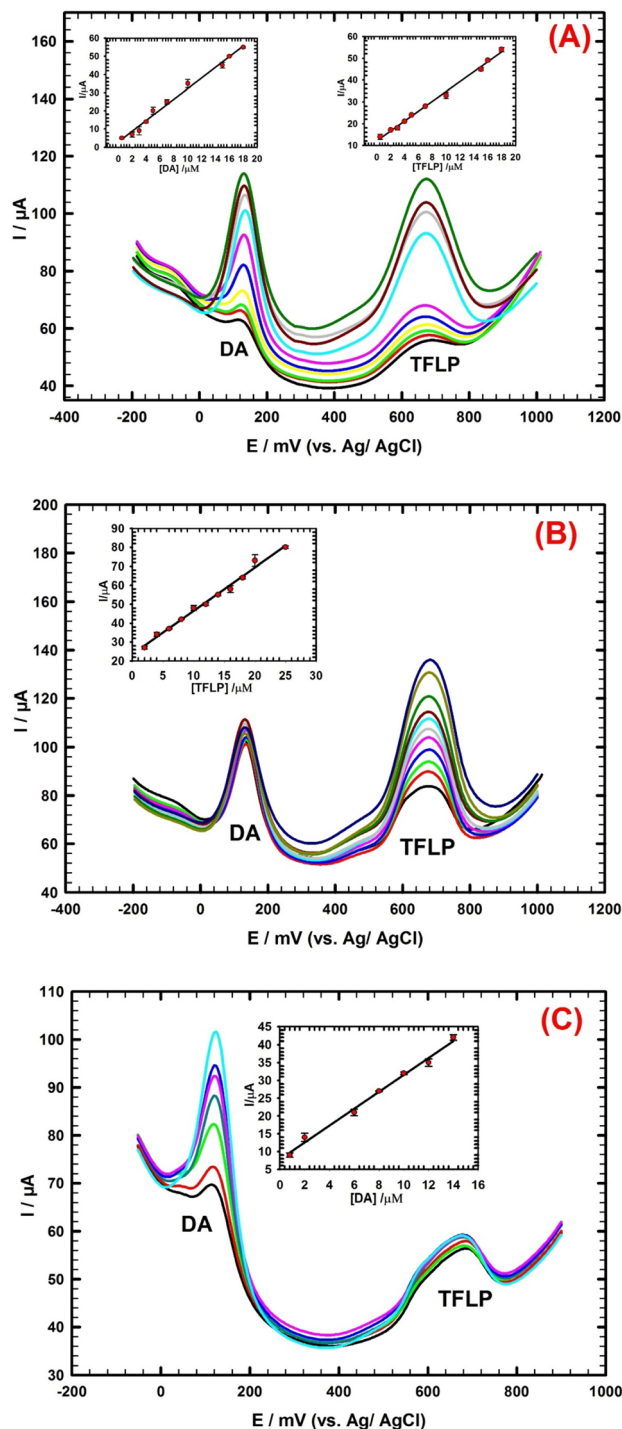 (A)
160
140
120
100
80
60
40
I / µA
-400 -200 0 200 400 600 800 1000 1200
E / mV (vs. Ag/ AgCl)
DA
TFLP
60
50
40
30
20
10
0
I/µA
0 2 4 6 8 10 12 14 16 18 20
[DA] /µM
60
50
40
30
20
10
I/µA
0 2 4 6 8 10 12 14 16 18 20
[TFLP] /µM
(B)
200
180
160
140
120
100
80
60
40
I / µA
-400 -200 0 200 400 600 800 1000 1200
E / mV (vs. Ag/ AgCl)
DA
TFLP
90
80
70
60
50
40
30
20
I/µA
0 5 10 15 20 25 30
[TFLP] /µM
(C)
110
100
90
80
70
60
50
40
30
I / µA
-200 0 200 400 600 800 1000
E / mV (vs. Ag/ AgCl)
DA
TFLP
45
40
35
30
25
20
15
10
5
I/µA
0 2 4 6 8 10 12 14 16
[DA] /µM